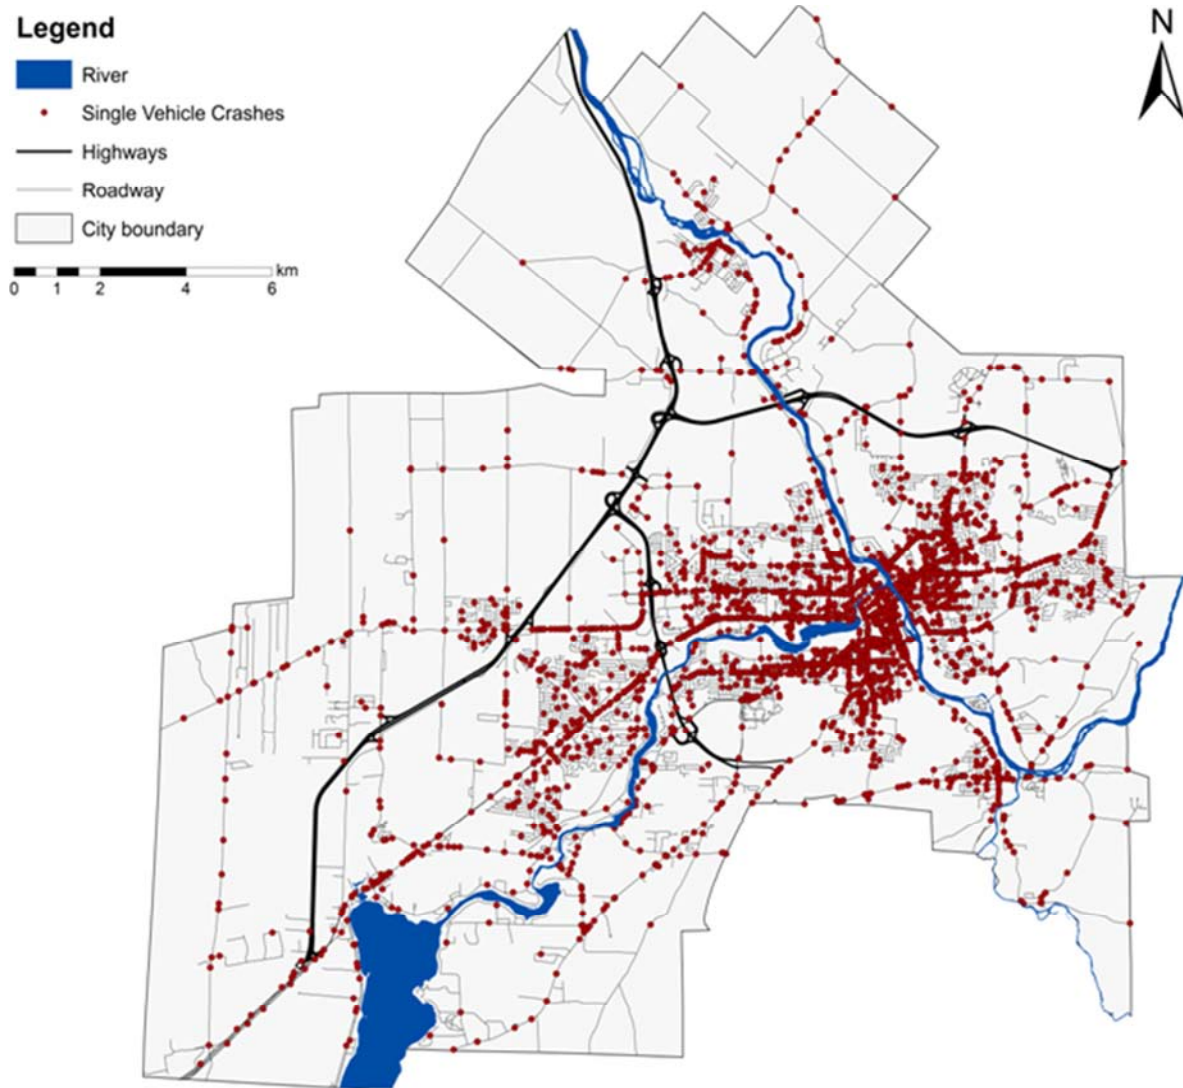 Legend
River
Single Vehicle Crashes
Highways
Roadway
City boundary
km
0 1 2 4 6
N